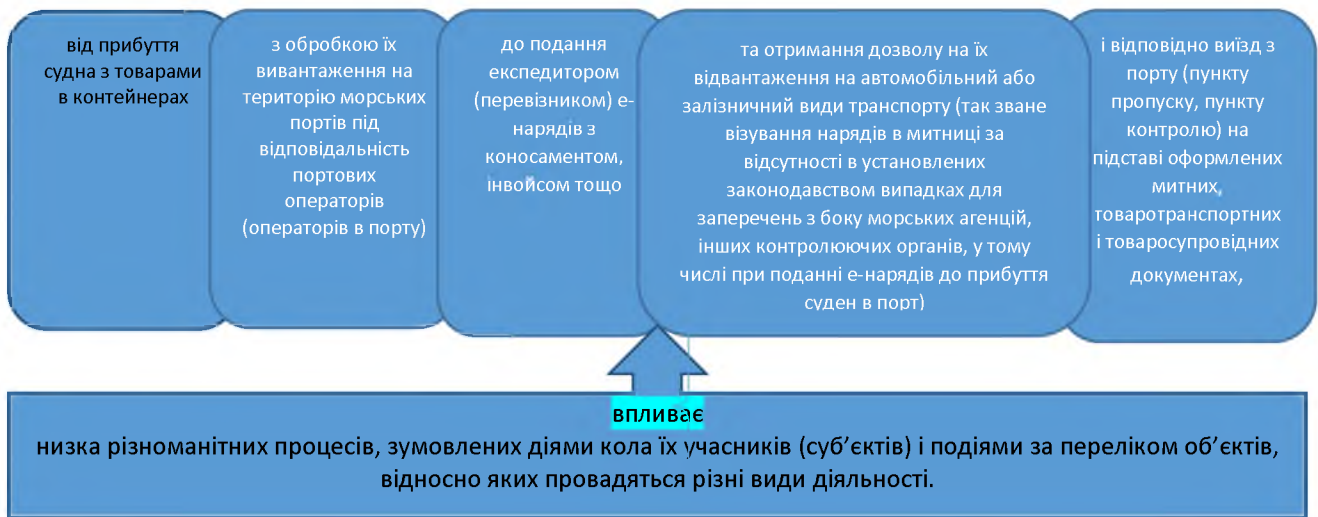 від прибуття
судна з товарами
в контейнерах
з обробкою їх
вивантаження на
територію морських
портів під
відповідальність
портових
операторів
(операторів в порту)
до подання
експедитором
(перевізником) е-
нарядів з
коносаментом,
інвойсом тощо
та отримання дозволу на їх
відвантаження на автомобільний або
залізничний види транспорту (так зване
візування нарядів в митниці за
відсутності в установлених
законодавством випадках для
заперечень з боку морських агенцій,
інших контролюючих органів, у тому
числі при поданні е-нарядів до прибуття
суден в порт)
і відповідно виїзд з
порту (пункту
пропуску, пункту
контролю) на
підставі оформлених
митних,
товаротранспортних
і товаросупровідних
документах,
впливає
низка різноманітних процесів, зумовлених діями кола їх учасників (суб’єктів) і подіями за переліком об’єктів,
відносно яких провадяться різні види діяльності.